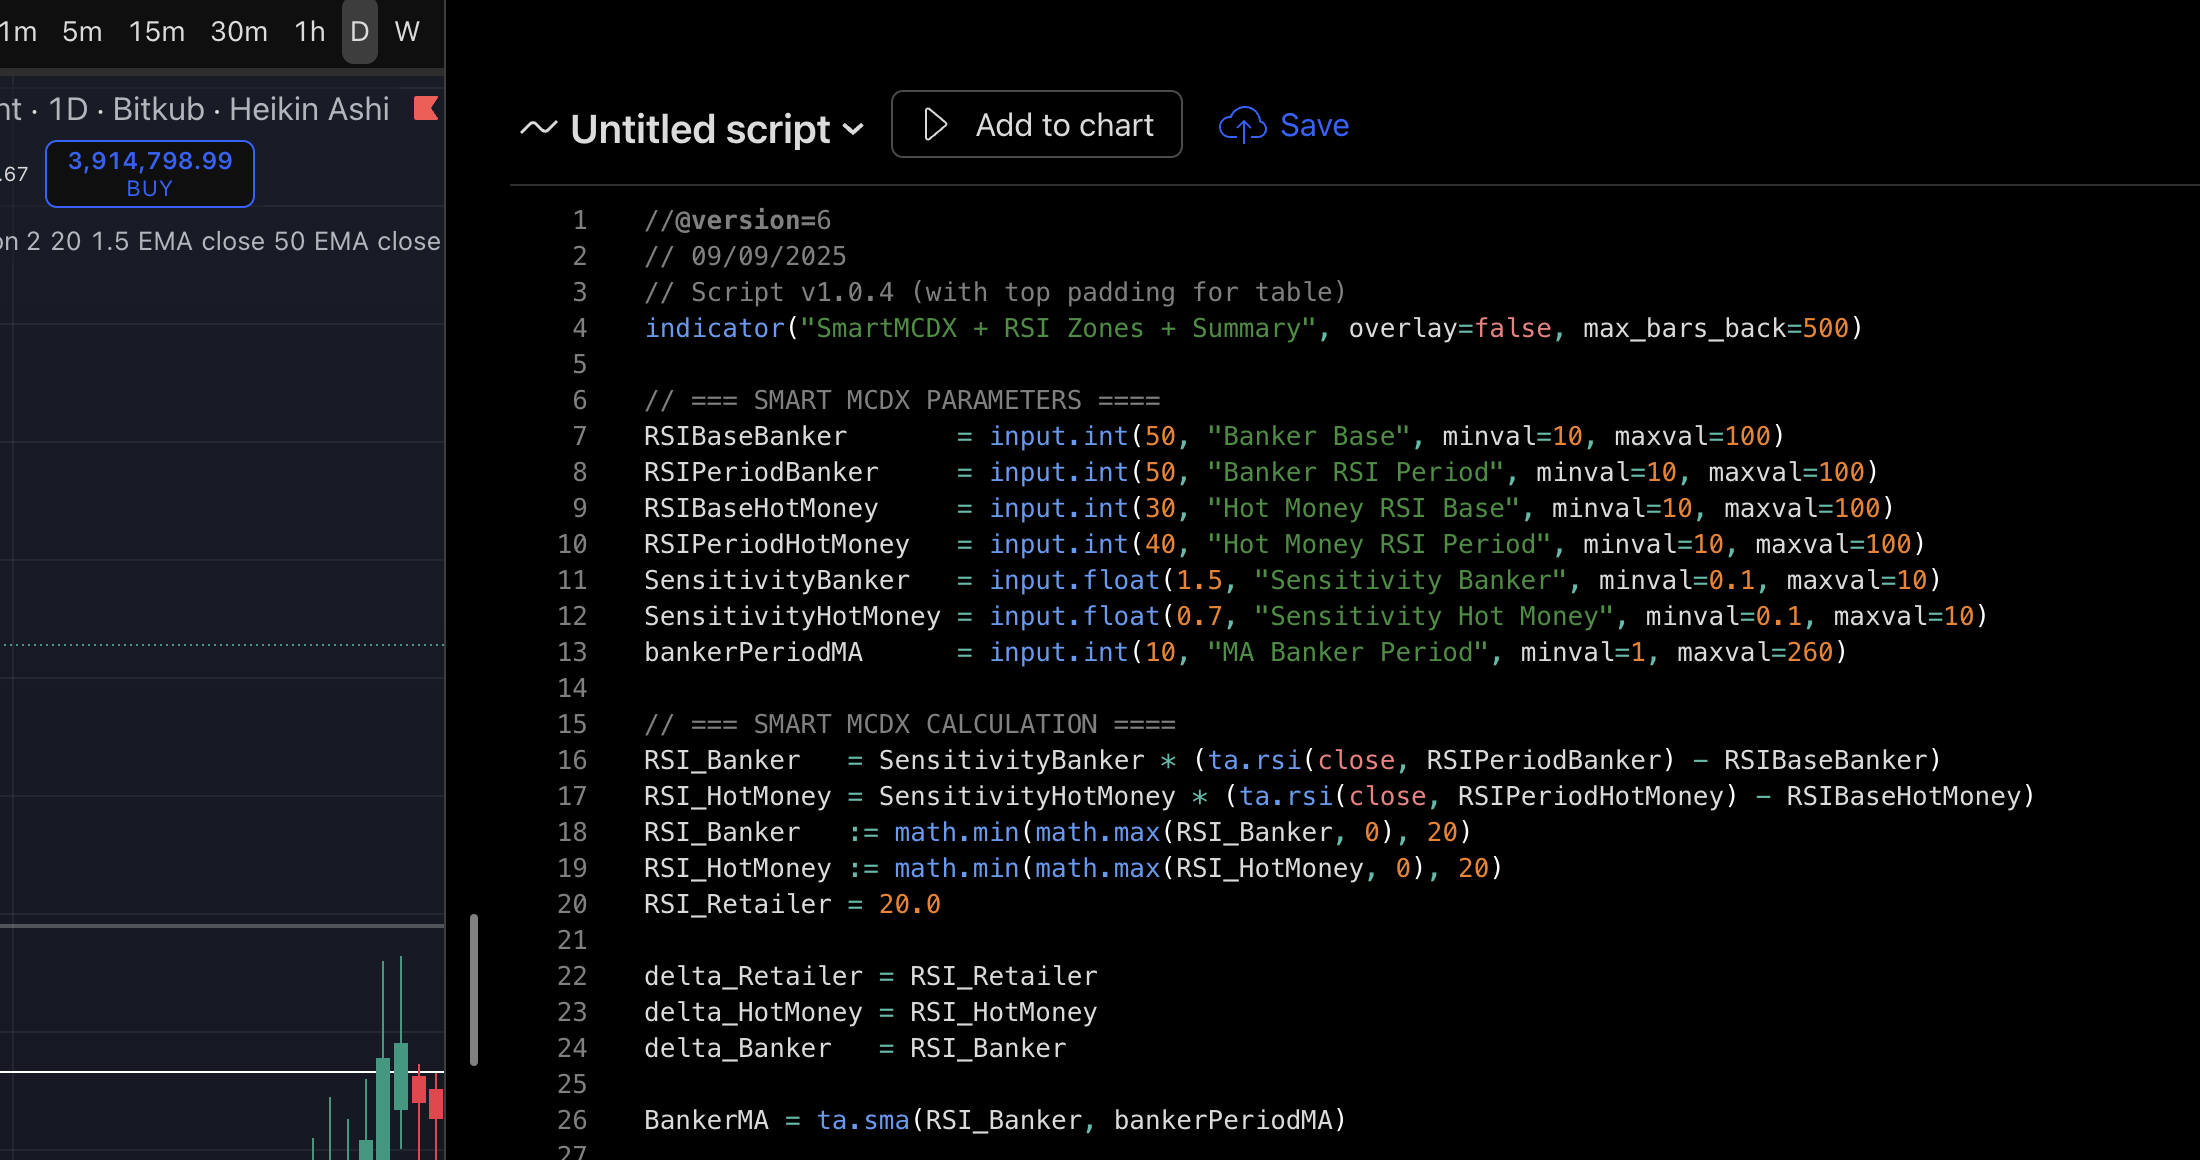 1m 5m 15m 30m 1h D W
nt · 1D · Bitkub · Heikin Ashi
.67
3,914,798.99
BUY
on 2 20 1.5 EMA close 50 EMA close
Untitled script
Add to chart
Save
1 //@version=6
2 // 09/09/2025
3 // Script v1.0.4 (with top padding for table)
4 indicator("SmartMCDX + RSI Zones + Summary", overlay=false, max_bars_back=500)
5
6 // === SMART MCDX PARAMETERS ====
7 RSIBaseBanker       = input.int(50, "Banker Base", minval=10, maxval=100)
8 RSIPeriodBanker     = input.int(50, "Banker RSI Period", minval=10, maxval=100)
9 RSIBaseHotMoney     = input.int(30, "Hot Money RSI Base", minval=10, maxval=100)
10 RSIPeriodHotMoney   = input.int(40, "Hot Money RSI Period", minval=10, maxval=100)
11 SensitivityBanker   = input.float(1.5, "Sensitivity Banker", minval=0.1, maxval=10)
12 SensitivityHotMoney = input.float(0.7, "Sensitivity Hot Money", minval=0.1, maxval=10)
13 bankerPeriodMA      = input.int(10, "MA Banker Period", minval=1, maxval=260)
14
15 // === SMART MCDX CALCULATION ====
16 RSI_Banker   = SensitivityBanker * (ta.rsi(close, RSIPeriodBanker) - RSIBaseBanker)
17 RSI_HotMoney = SensitivityHotMoney * (ta.rsi(close, RSIPeriodHotMoney) - RSIBaseHotMoney)
18 RSI_Banker   := math.min(math.max(RSI_Banker, 0), 20)
19 RSI_HotMoney := math.min(math.max(RSI_HotMoney, 0), 20)
20 RSI_Retailer = 20.0
21
22 delta_Retailer = RSI_Retailer
23 delta_HotMoney = RSI_HotMoney
24 delta_Banker   = RSI_Banker
25
26 BankerMA = ta.sma(RSI_Banker, bankerPeriodMA)
27